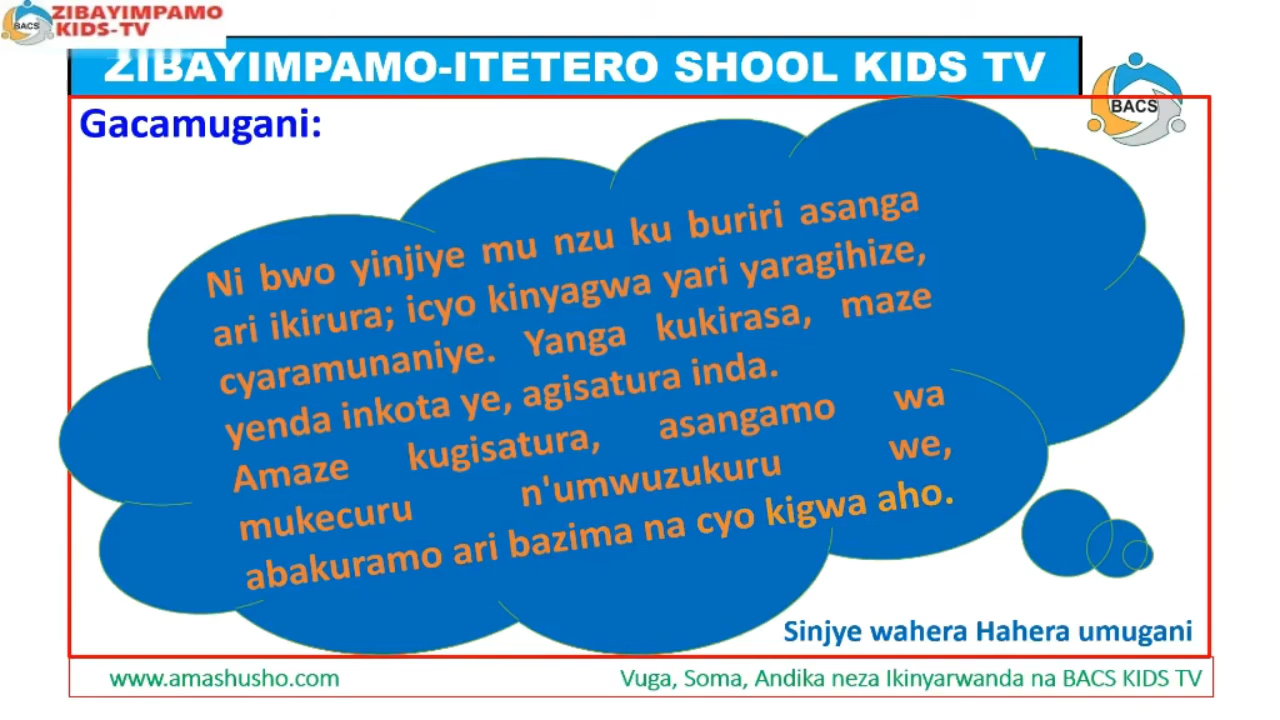 ZIBAYIMPAMO
KIDS-TV
BACS
ZIBAYIMPAMO-ITETERO SHOOL KIDS TV
BACS
Gacamugani:
Ni bwo yinjiye mu nzu ku buriri asanga
ari ikirura; icyo kinyagwa yari yaragihize,
cyaramunaniye. Yanga kukirasa, maze
yenda inkota ye, agisatura inda.
Amaze kugisatura, asangamo wa
mukecuru n'umwuzukuru we,
abakuramo ari bazima na cyo kigwa aho.
Sinjye wahera Hahera umugani
www.amashusho.com
Vuga, Soma, Andika neza Ikinyarwanda na BACS KIDS TV